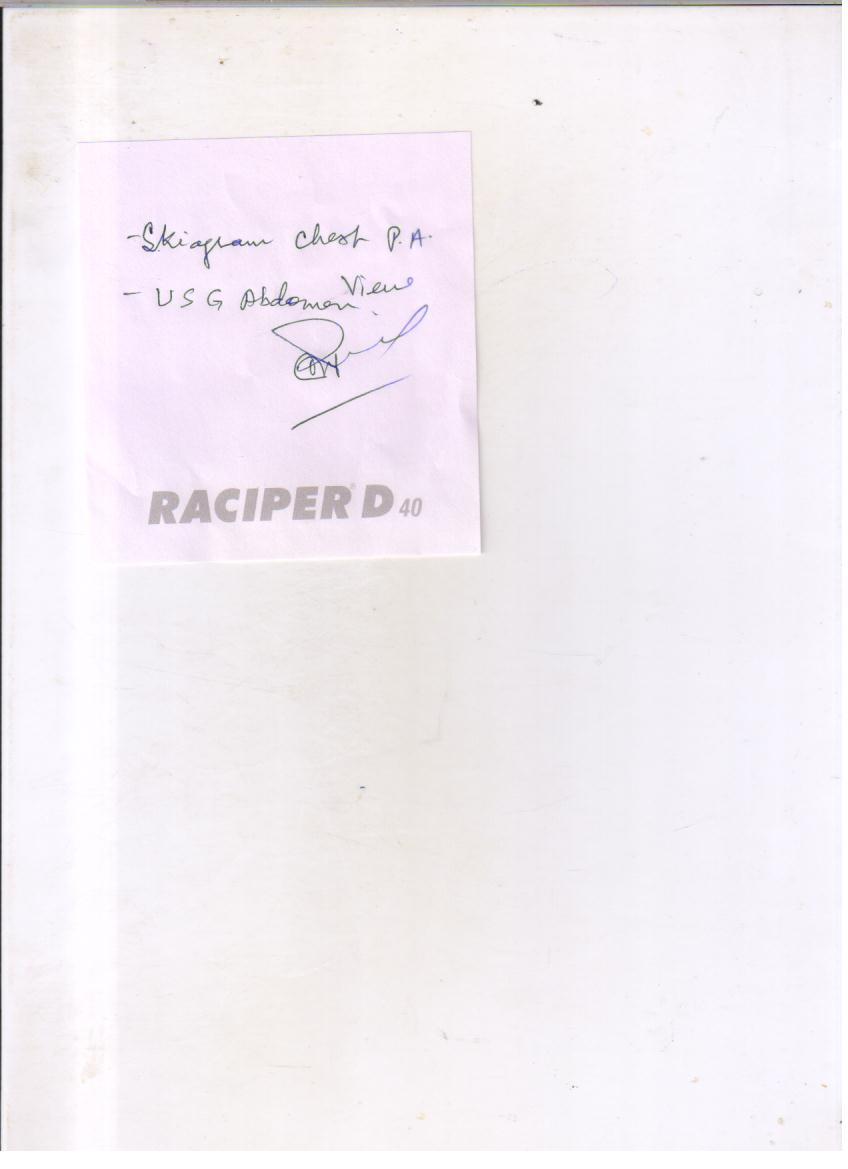 - Skiagram Chest P.A.
View
- USG Abdomen
RACIPER® D 40